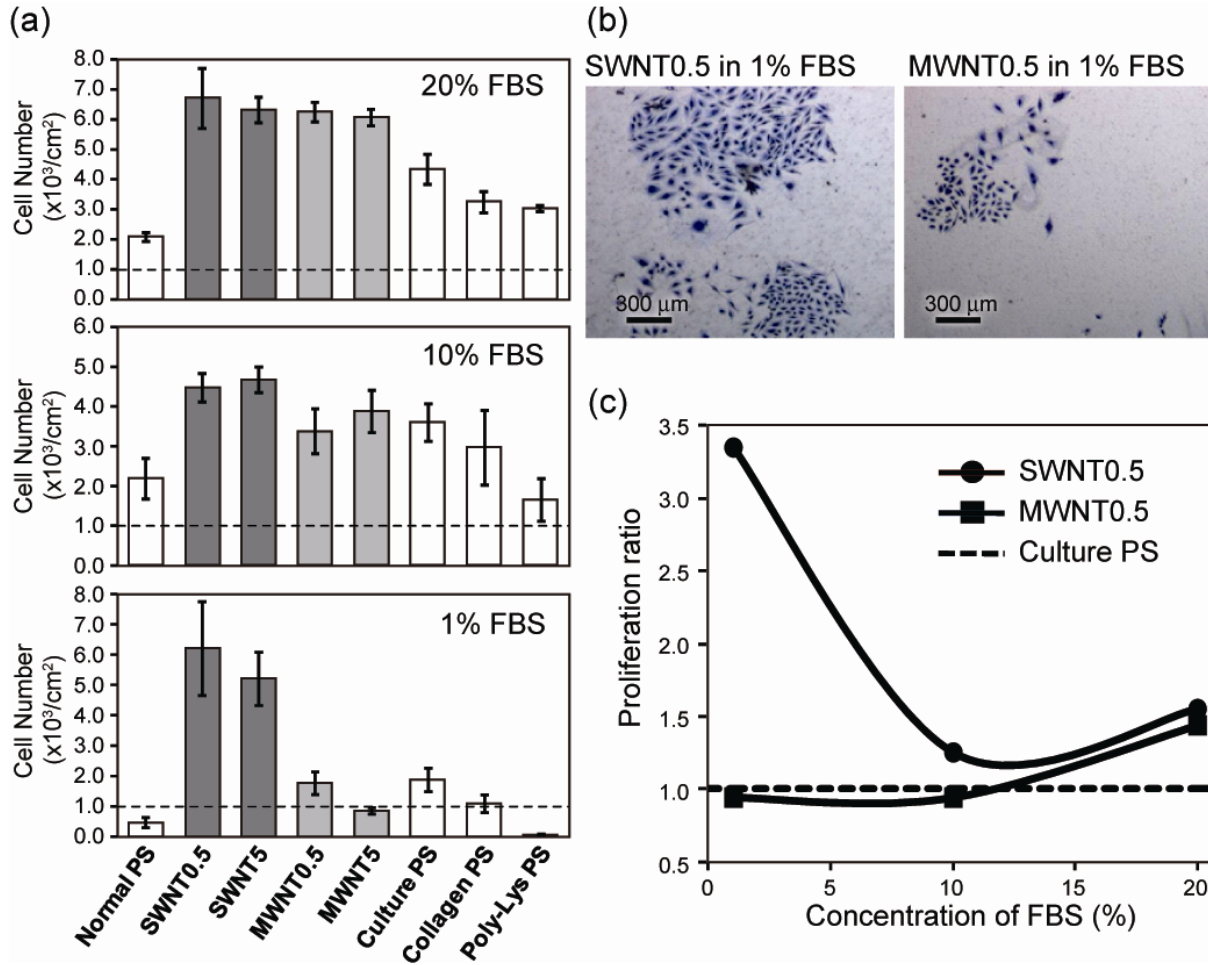 (a)
8.0
7.0
6.0
5.0
4.0
3.0
2.0
1.0
0.0
Cell Number
(x10³/cm²)
20% FBS
6.0
5.0
4.0
3.0
2.0
1.0
0.0
Cell Number
(x10³/cm²)
10% FBS
8.0
7.0
6.0
5.0
4.0
3.0
2.0
1.0
0.0
Cell Number
(x10³/cm²)
1% FBS
Normal PS
SWNT0.5
SWNT5
MWNT0.5
MWNT5
Culture PS
Collagen PS
Poly-Lys PS
(b)
SWNT0.5 in 1% FBS
300 μm
MWNT0.5 in 1% FBS
300 μm
(c)
3.5
3.0
2.5
2.0
1.5
1.0
0.5
Proliferation ratio
SWNT0.5
MWNT0.5
Culture PS
0 5 10 15 20
Concentration of FBS (%)